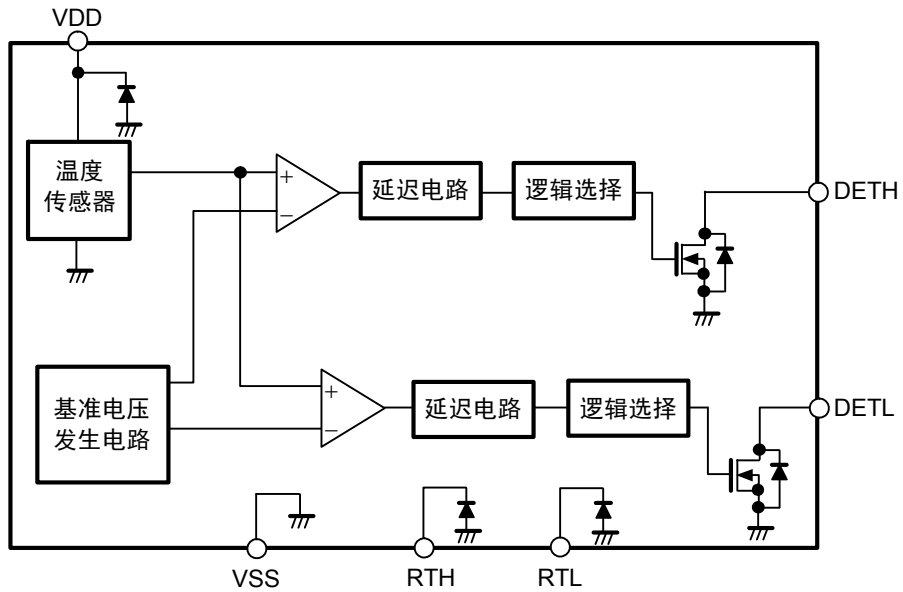 VDD
温度
传感器
+
−
延迟电路
逻辑选择
DETH
基准电压
发生电路
+
−
延迟电路
逻辑选择
DETL
VSS
RTH
RTL